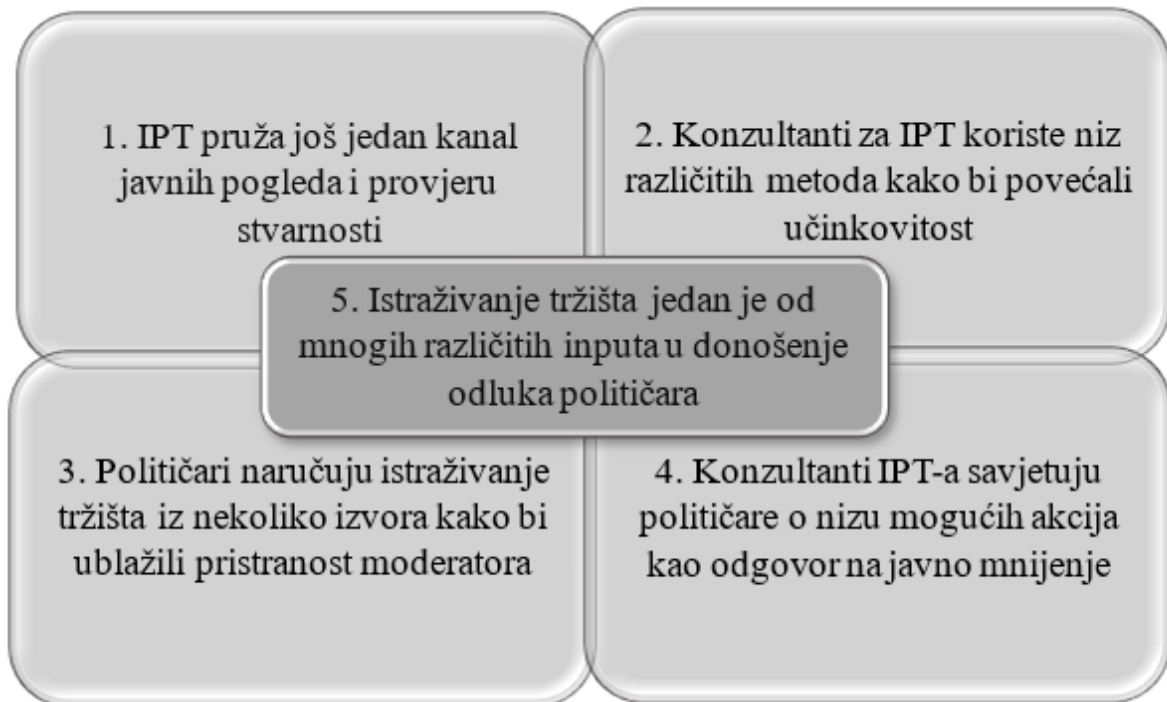 1. IPT pruža još jedan kanal
javnih pogleda i provjeru
stvarnosti
2. Konzultanti za IPT koriste niz
različitih metoda kako bi povećali
učinkovitost
5. Istraživanje tržišta jedan je od
mnogih različitih inputa u donošenje
odluka političara
3. Političari naručuju istraživanje
tržišta iz nekoliko izvora kako bi
ublažili pristranost moderatora
4. Konzultanti IPT-a savjetuju
političare o nizu mogućih akcija
kao odgovor na javno mnijenje